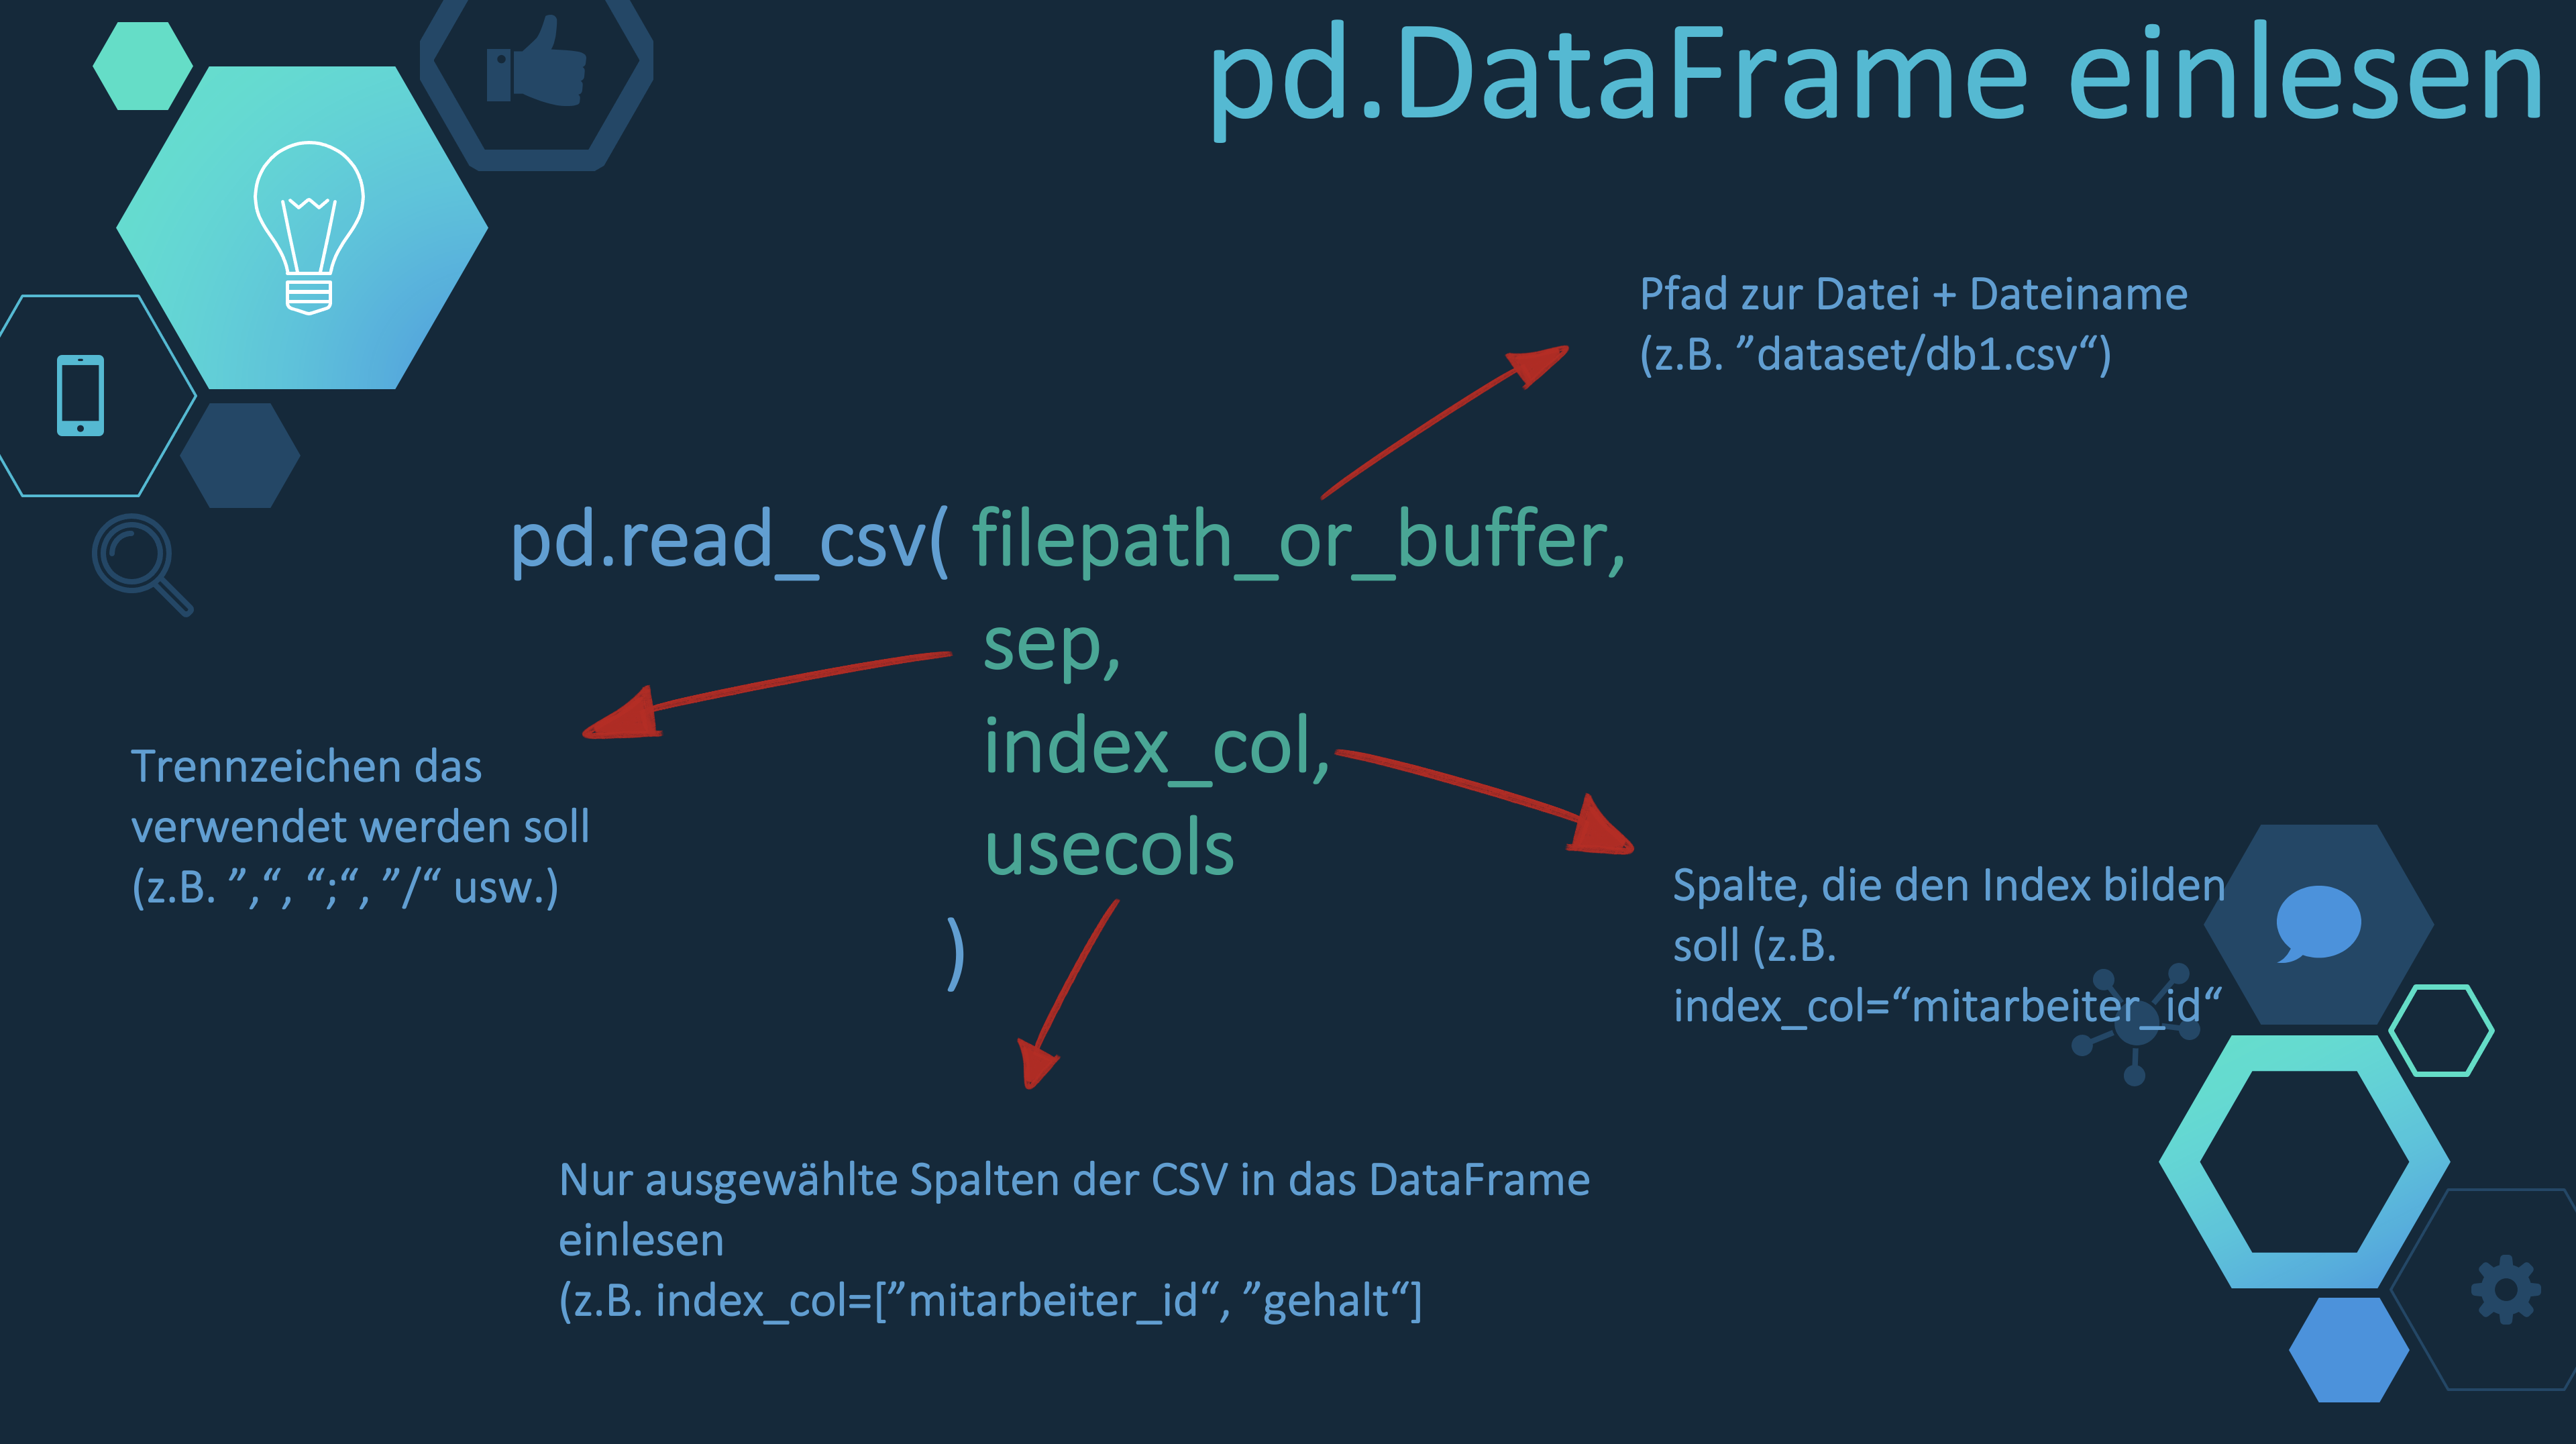 pd.DataFrame einlesen
Pfad zur Datei + Dateiname
(z.B. ”dataset/db1.csv“)
pd.read_csv( filepath_or_buffer,
sep,
index_col,
usecols
)
Trennzeichen das
verwendet werden soll
(z.B. ”,“, “;“, ”/“ usw.)
Spalte, die den Index bilden
soll (z.B.
index_col=“mitarbeiter_id“
Nur ausgewählte Spalten der CSV in das DataFrame
einlesen
(z.B. index_col=[”mitarbeiter_id“, ”gehalt“]